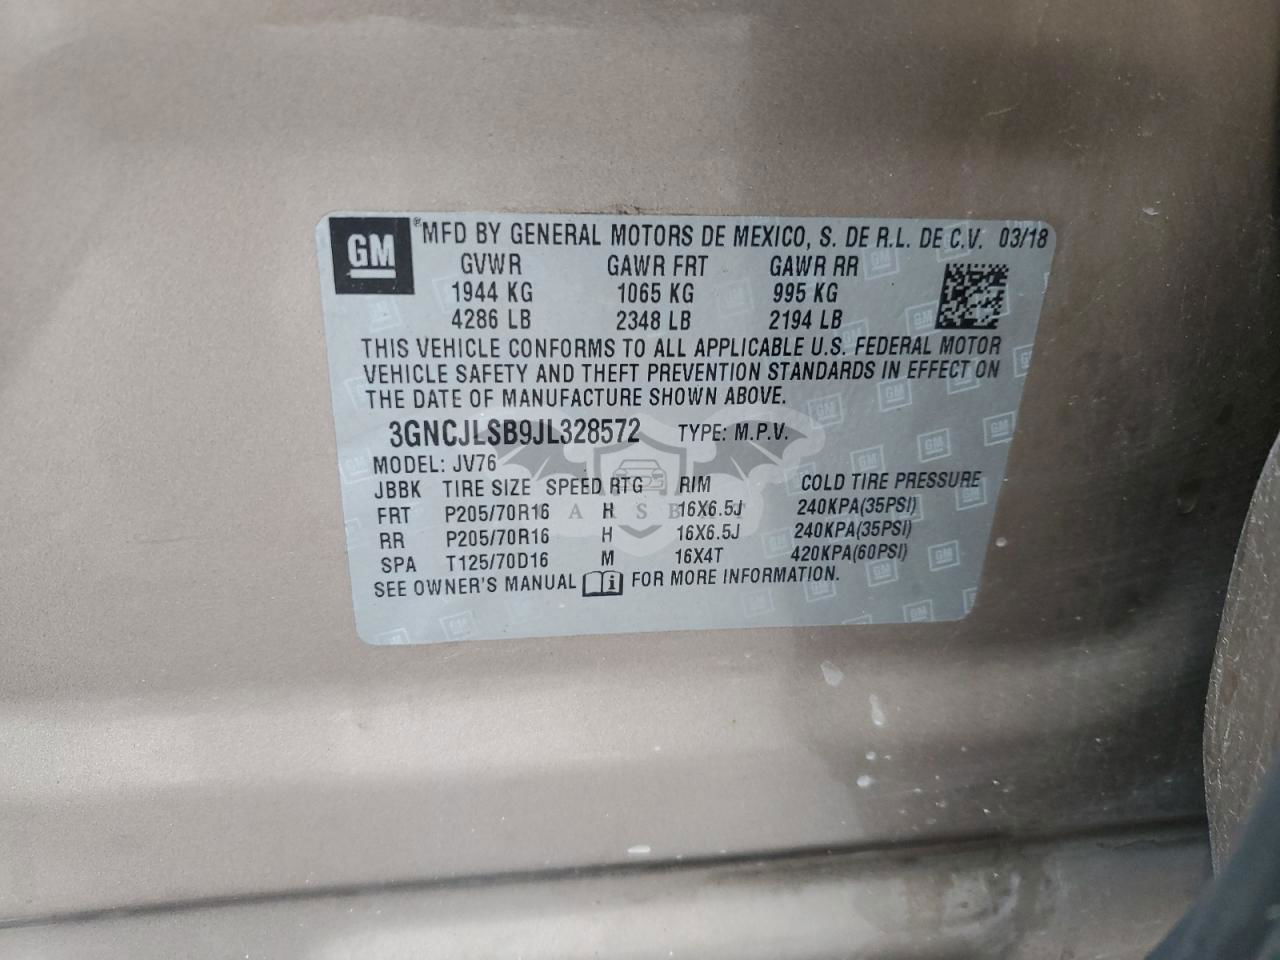 GM ® MFD BY GENERAL MOTORS DE MEXICO, S. DE R.L. DE C.V. 03/18
GVWR GAWR FRT GAWR RR
1944 KG 1065 KG 995 KG
4286 LB 2348 LB 2194 LB
THIS VEHICLE CONFORMS TO ALL APPLICABLE U.S. FEDERAL MOTOR
VEHICLE SAFETY AND THEFT PREVENTION STANDARDS IN EFFECT ON
THE DATE OF MANUFACTURE SHOWN ABOVE.
3GNCJLSB9JL328572 TYPE: M.P.V.
MODEL: JV76
JBBK TIRE SIZE SPEED RTG RIM COLD TIRE PRESSURE
FRT P205/70R16 H 16X6.5J 240KPA(35PSI)
RR P205/70R16 H 16X6.5J 240KPA(35PSI)
SPA T125/70D16 M 16X4T 420KPA(60PSI)
SEE OWNER'S MANUAL i FOR MORE INFORMATION.